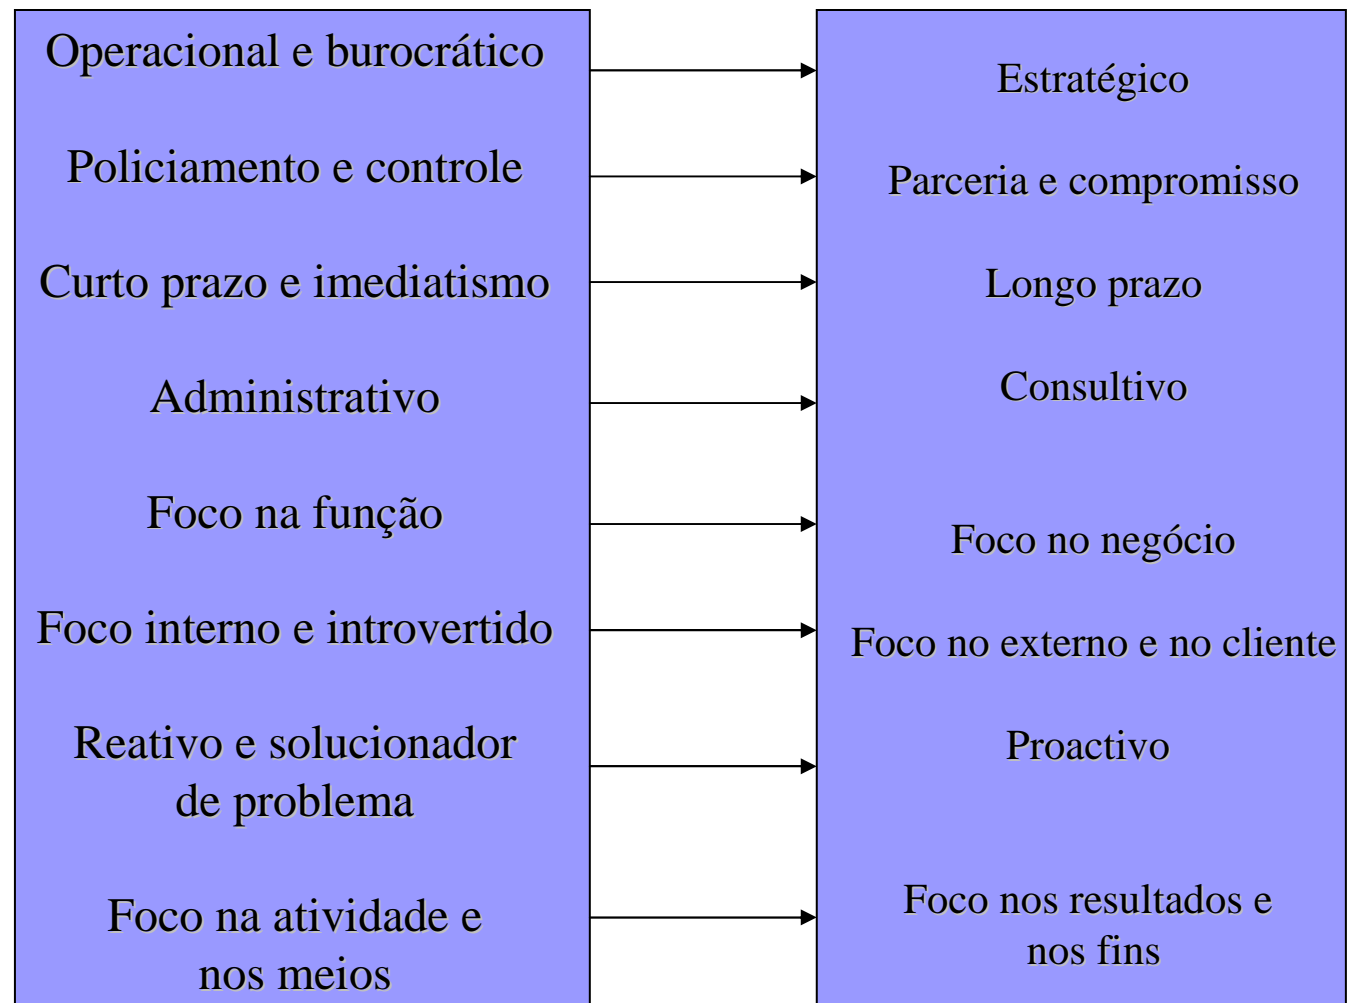 Operacional e burocrático
Policiamento e controle
Curto prazo e imediatismo
Administrativo
Foco na função
Foco interno e introvertido
Reativo e solucionador
de problema
Foco na atividade e
nos meios
Estratégico
Parceria e compromisso
Longo prazo
Consultivo
Foco no negócio
Foco no externo e no cliente
Proactivo
Foco nos resultados e
nos fins